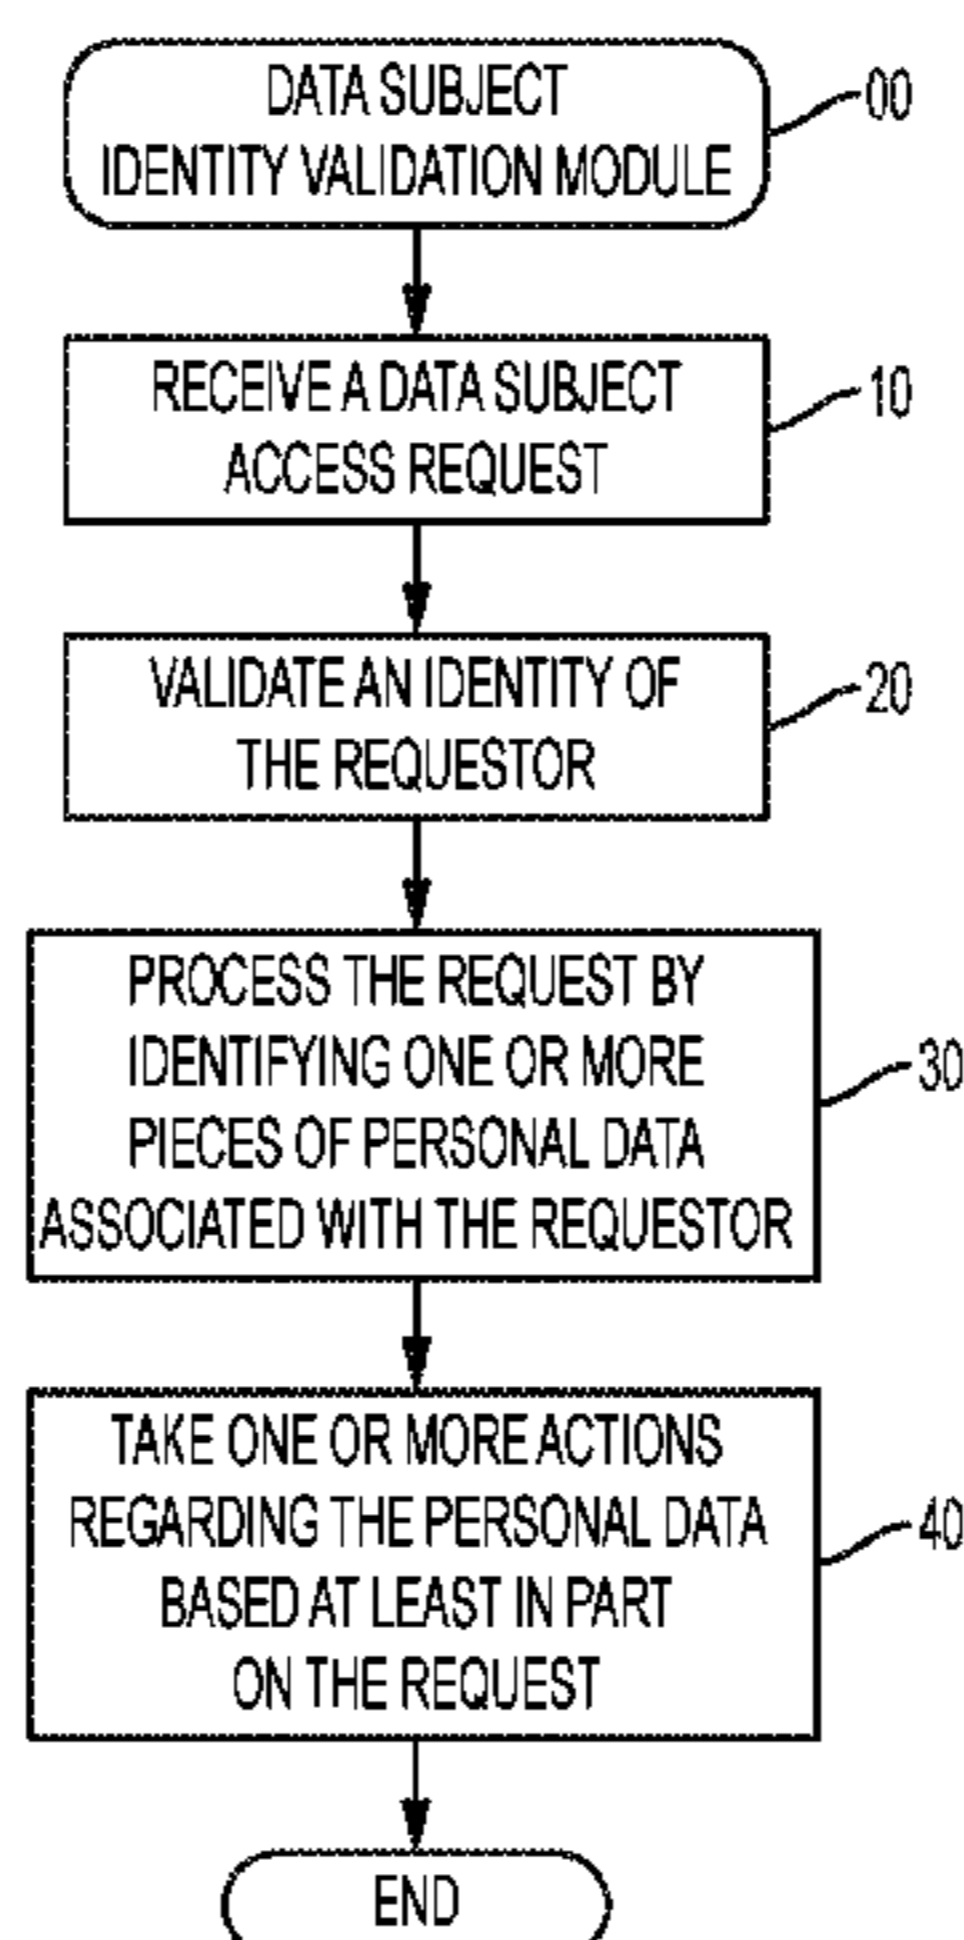 DATA SUBJECT
IDENTITY VALIDATION MODULE
00
RECEIVE A DATA SUBJECT
ACCESS REQUEST
10
VALIDATE AN IDENTITY OF
THE REQUESTOR
20
PROCESS THE REQUEST BY
IDENTIFYING ONE OR MORE
PIECES OF PERSONAL DATA
ASSOCIATED WITH THE REQUESTOR
30
TAKE ONE OR MORE ACTIONS
REGARDING THE PERSONAL DATA
BASED AT LEAST IN PART
ON THE REQUEST
40
END